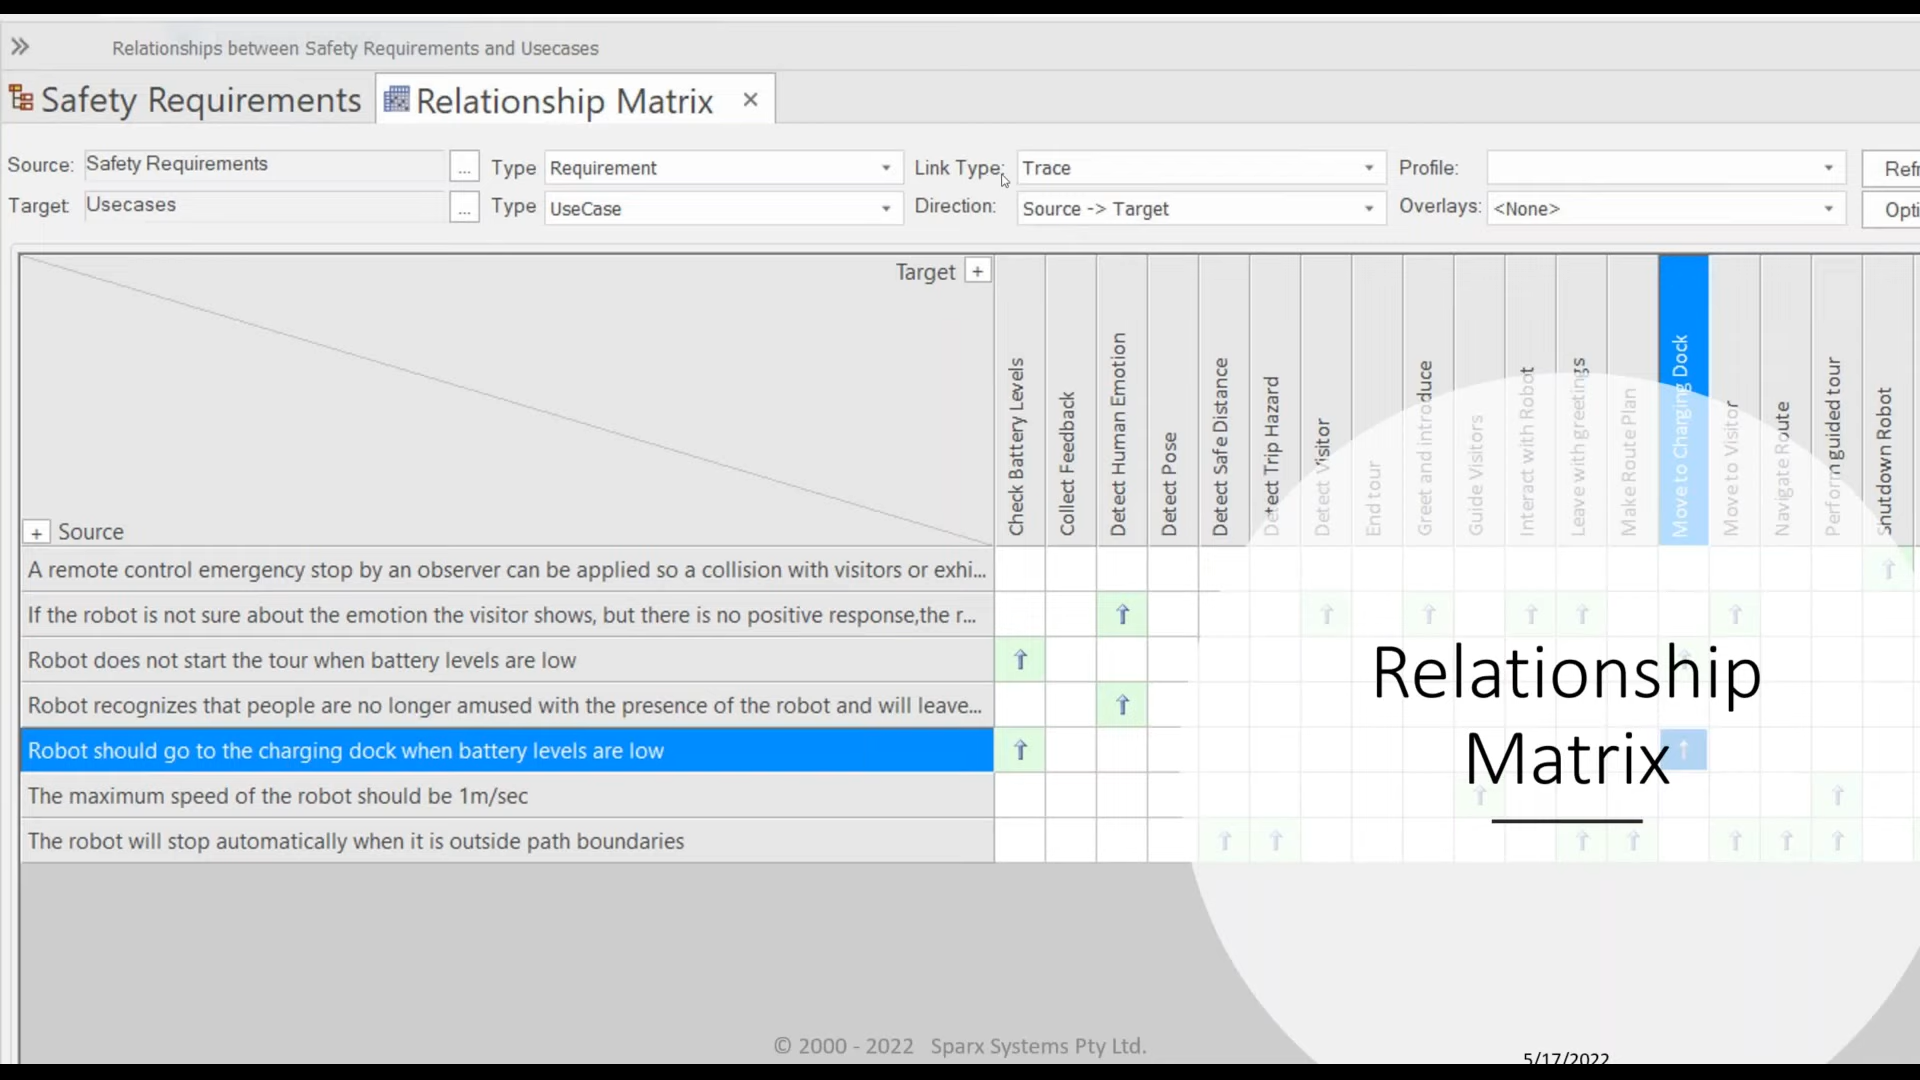 Relationships between Safety Requirements and Usecases
Safety Requirements
Relationship Matrix
Source: Safety Requirements ... Type Requirement Link Type: Trace Profile: Refr
Target Usecases ... Type UseCase Direction: Source -> Target Overlays: <None> Opti
Target +
Check Battery Levels
Collect Feedback
Detect Human Emotion
Detect Pose
Detect Safe Distance
Detect Trip Hazard
Detect Visitor
End tour
Greet and introduce
Guide Visitors
Interact with Robot
Leave with greetings
Make Route Plan
Move to Charging Dock
Move to Visitor
Navigate Route
Perform guided tour
Shutdown Robot
+ Source
A remote control emergency stop by an observer can be applied so a collision with visitors or exhi...
If the robot is not sure about the emotion the visitor shows, but there is no positive response,the r...
Robot does not start the tour when battery levels are low
Robot recognizes that people are no longer amused with the presence of the robot and will leave...
Robot should go to the charging dock when battery levels are low
The maximum speed of the robot should be 1m/sec
The robot will stop automatically when it is outside path boundaries
Relationship
Matrix
© 2000 - 2022 Sparx Systems Pty Ltd.
5/17/2022